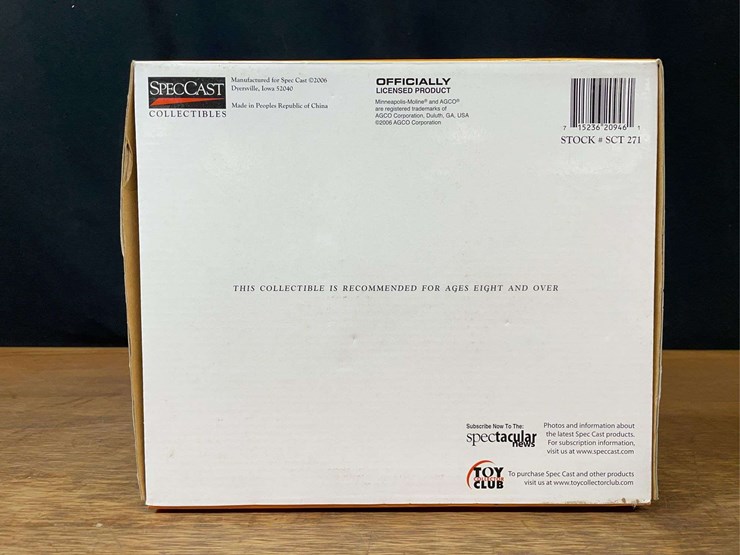 SPECCAST
COLLECTIBLES
Manufactured for Spec Cast ©2006
Dyersville, Iowa 52040
Made in Peoples Republic of China
OFFICIALLY
LICENSED PRODUCT
Minneapolis-Moline® and AGCO®
are registered trademarks of
AGCO Corporation, Duluth, GA, USA
©2006 AGCO Corporation
7 15236 20946 1
STOCK # SCT 271
THIS COLLECTIBLE IS RECOMMENDED FOR AGES EIGHT AND OVER
Subscribe Now To The:
spectacular
news
Photos and information about
the latest Spec Cast products.
For subscription information,
visit us at www.speccast.com
TOY
COLLECTOR
CLUB
To purchase Spec Cast and other products
visit us at www.toycollectorclub.com